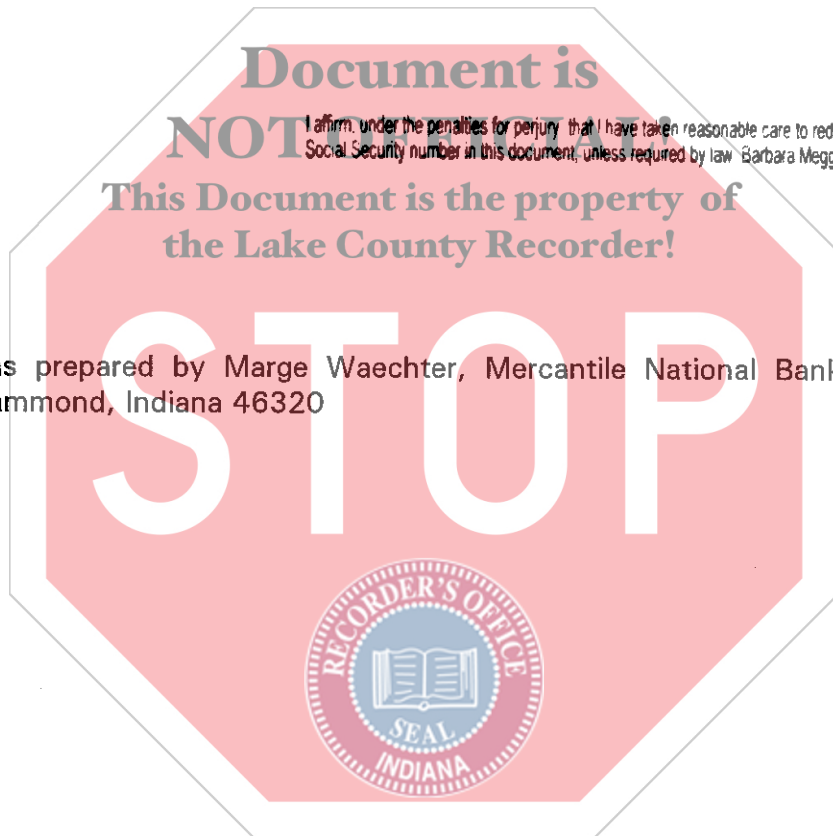 Document is
NOT OFFICIAL!
I affirm, under the penalties for perjury that I have taken reasonable care to red
Social Security number in this document, unless required by law Barbara Megg
This Document is the property of
the Lake County Recorder!
s prepared by Marge Waechter, Mercantile National Bank
mmond, Indiana 46320
STOP
RECORDER'S OFFICE
SEAL
INDIANA